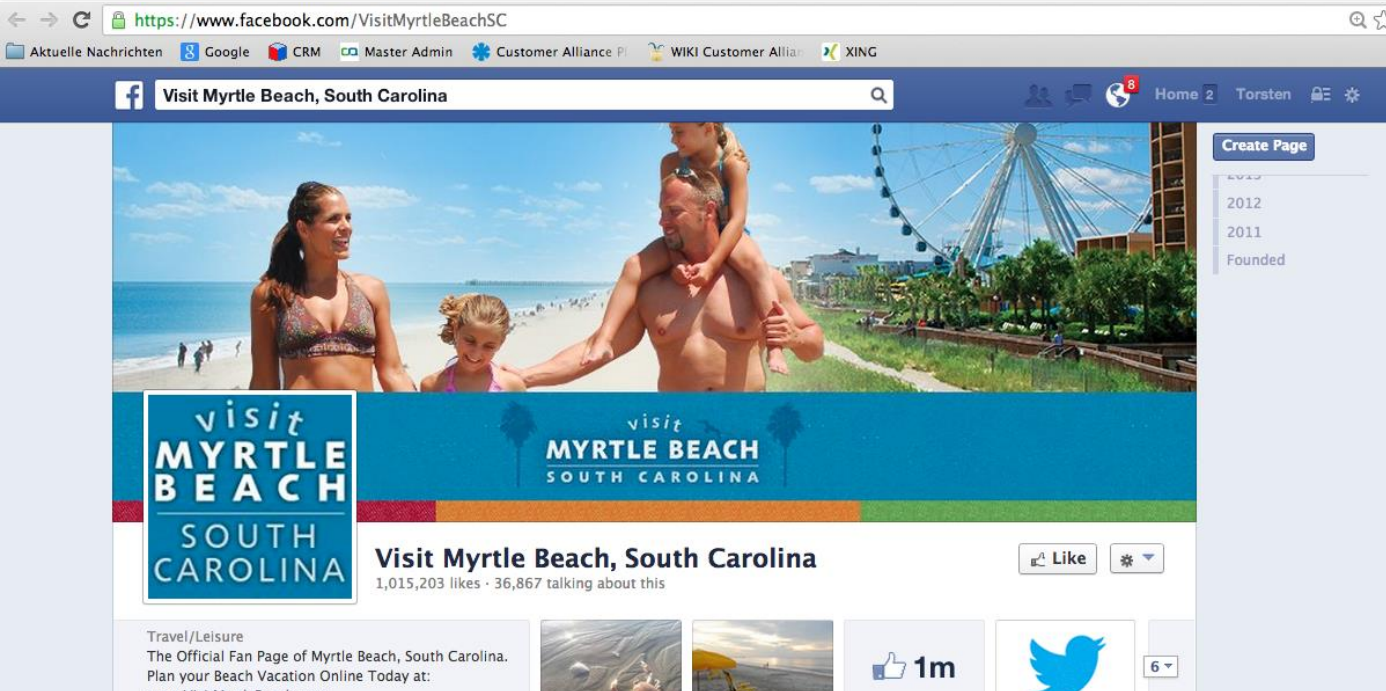 https://www.facebook.com/VisitMyrtleBeachSC
Aktuelle Nachrichten Google CRM Master Admin Customer Alliance WIKI Customer XING
Visit Myrtle Beach, South Carolina
8
Home 2 Torsten
Create Page
2012
2011
Founded
visit
MYRTLE
BEACH
SOUTH
CAROLINA
visit
MYRTLE BEACH
SOUTH CAROLINA
Visit Myrtle Beach, South Carolina
1,015,203 likes · 36,867 talking about this
Like
Travel/Leisure
The Official Fan Page of Myrtle Beach, South Carolina.
Plan your Beach Vacation Online Today at:
1m
6